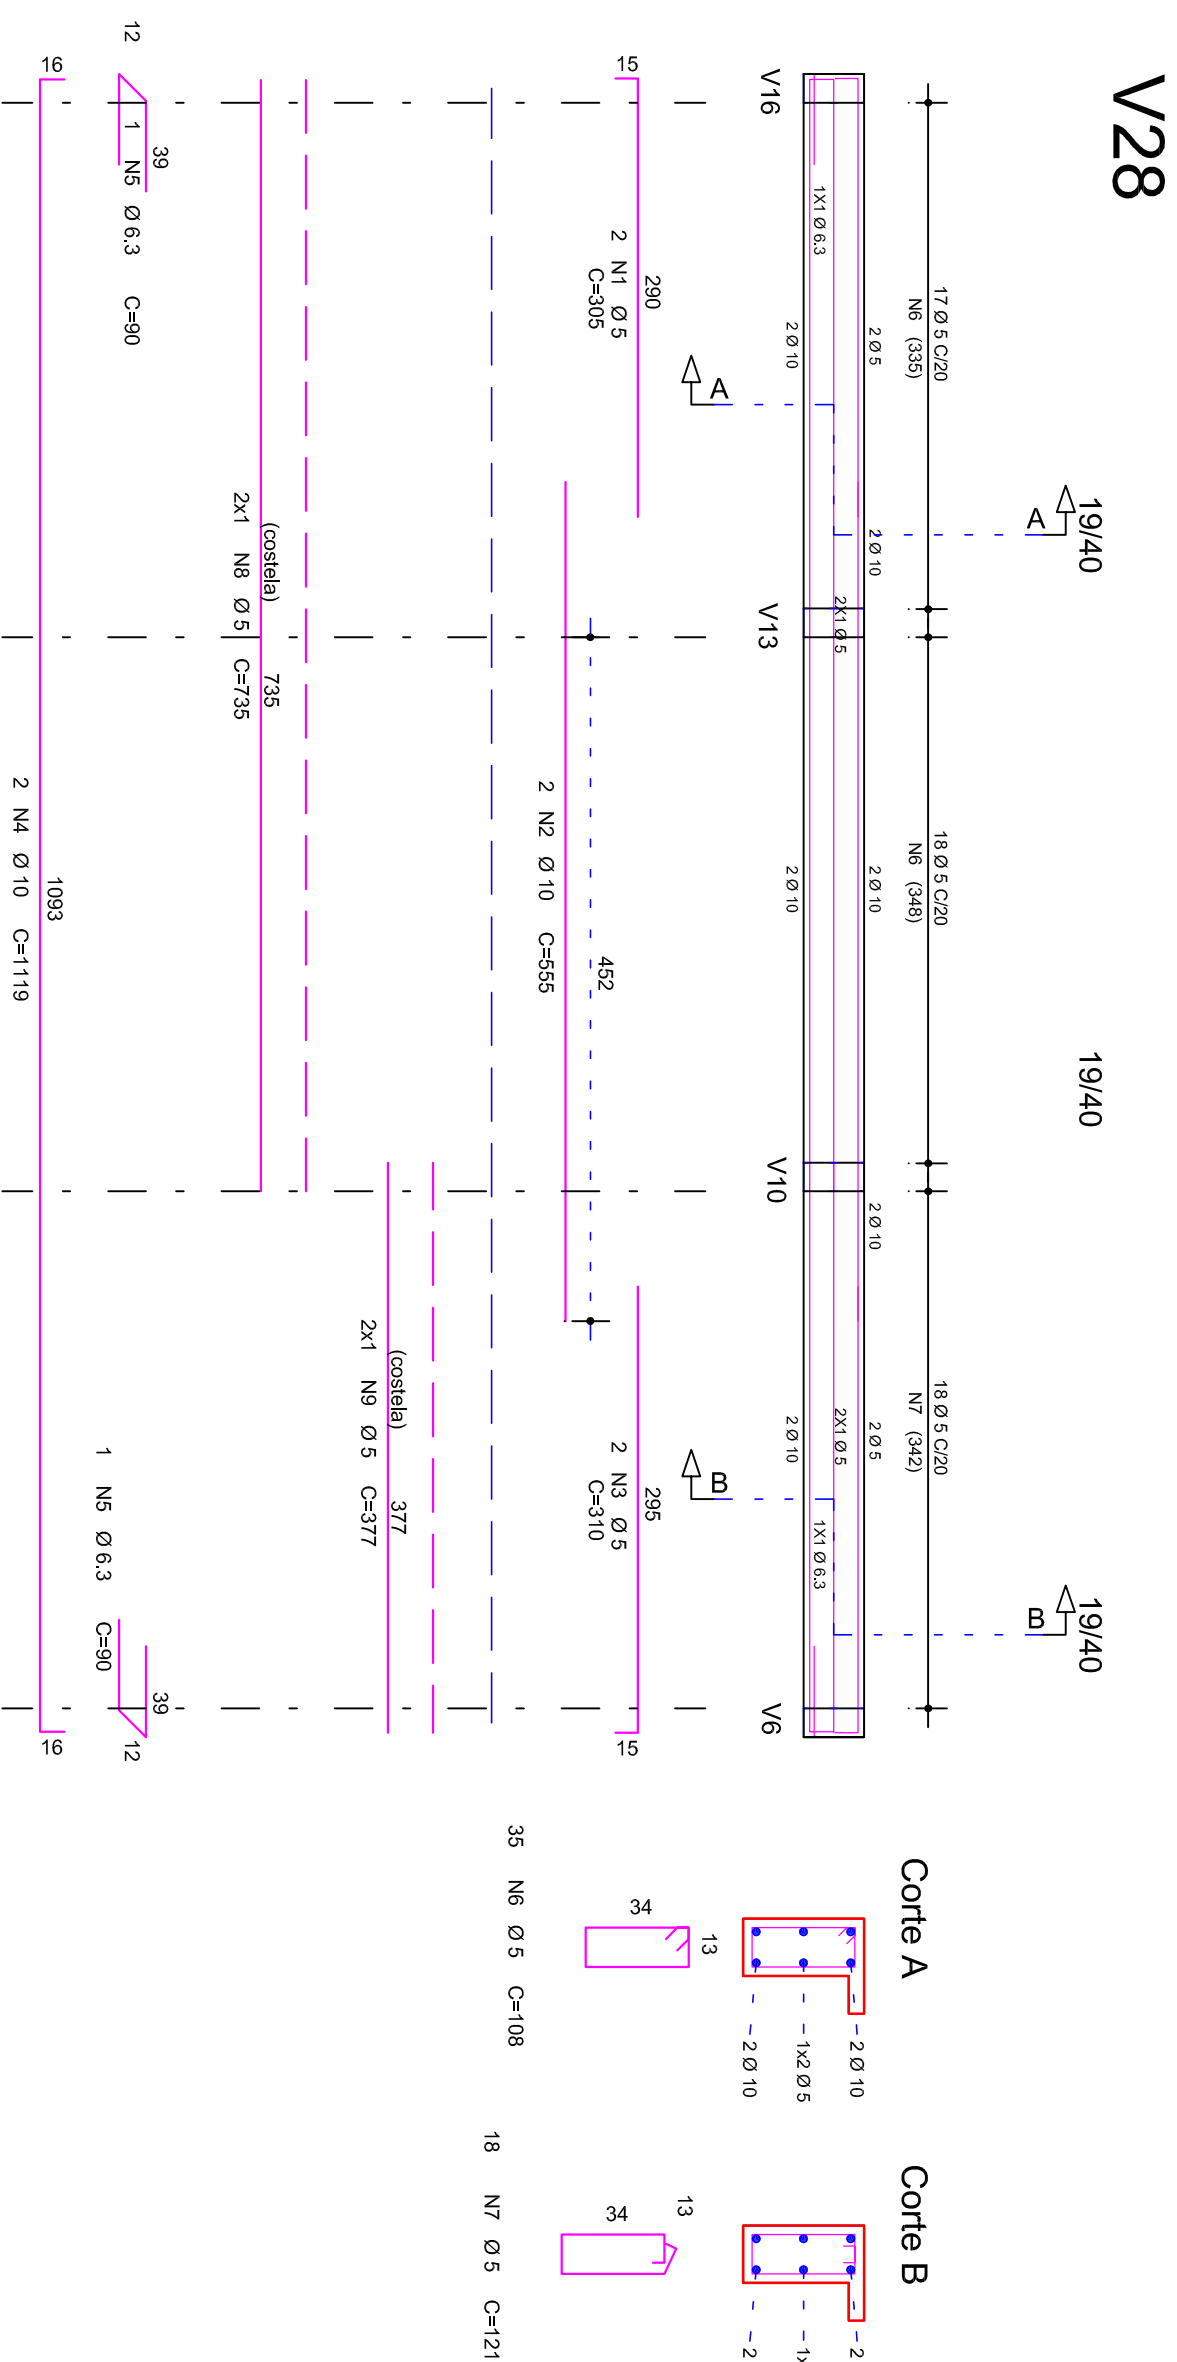 V28
19/40
19/40
19/40
A
B
17 Ø 5 C/20
N6 (335)
18 Ø 5 C/20
N6 (348)
18 Ø 5 C/20
N7 (342)
2 Ø 5
2 Ø 10
2 Ø 10
2 Ø 10
2 Ø 5
2X1 Ø 5
2X1 Ø 5
1X1 Ø 6.3
1X1 Ø 6.3
2 Ø 10
2 Ø 10
2 Ø 10
V16
V13
V10
V6
A
B
15
290
2 N1 Ø 5
C=305
295
15
2 N3 Ø 5
C=310
452
2 N2 Ø 10 C=555
(costela)
377
2x1 N9 Ø 5 C=377
(costela)
735
2x1 N8 Ø 5 C=735
39
12
1 N5 Ø 6.3 C=90
39
12
1 N5 Ø 6.3 C=90
16
1093
16
2 N4 Ø 10 C=1119
Corte A
2 Ø 10
1x2 Ø 5
2 Ø 10
13
34
35 N6 Ø 5 C=108
Corte B
2
1x
2
13
34
18 N7 Ø 5 C=121